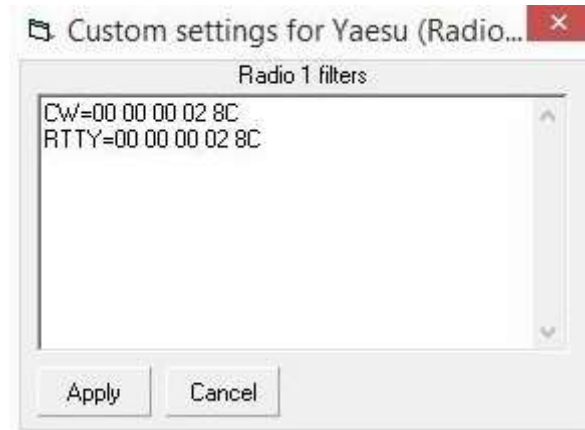 Custom settings for Yaesu (Radio...
Radio 1 filters
CW=00 00 00 02 8C
RTTY=00 00 00 02 8C
Apply
Cancel